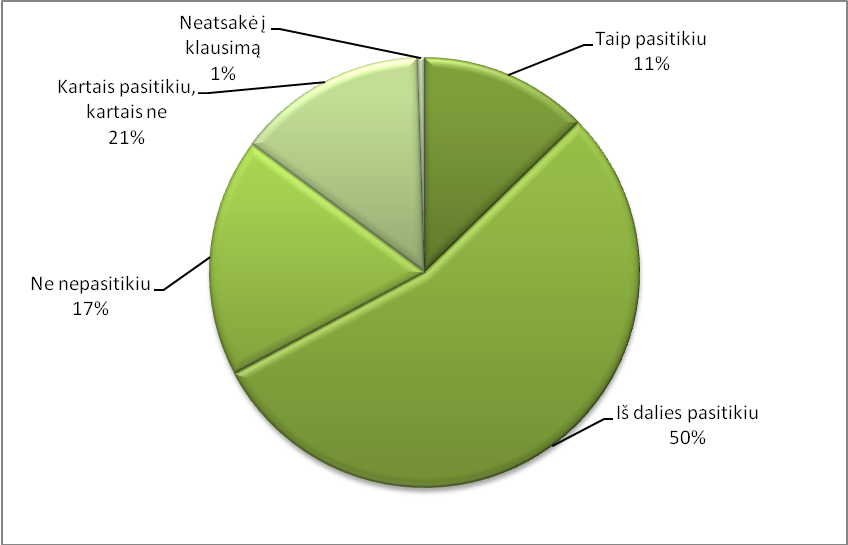 Neatsakė į
klausimą
1%
Taip pasitikiu
11%
Kartais pasitikiu,
kartais ne
21%
Ne nepasitikiu
17%
Iš dalies pasitikiu
50%